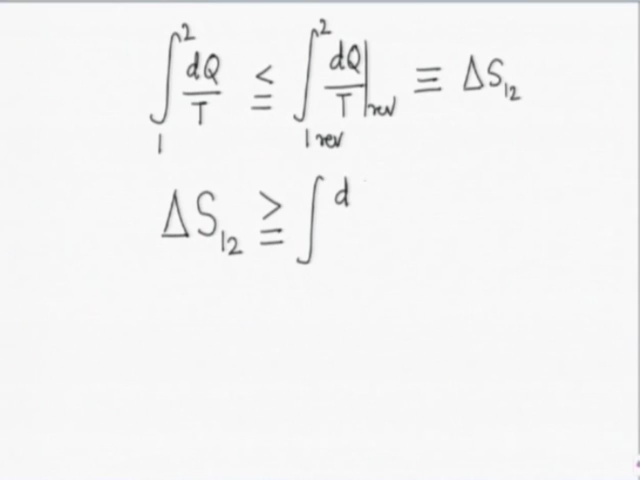 ∫₁² dQ/T ≤ ∫₁ rev² dQ/T|rev ≡ ΔS₁₂
ΔS₁₂ ≥ ∫ d